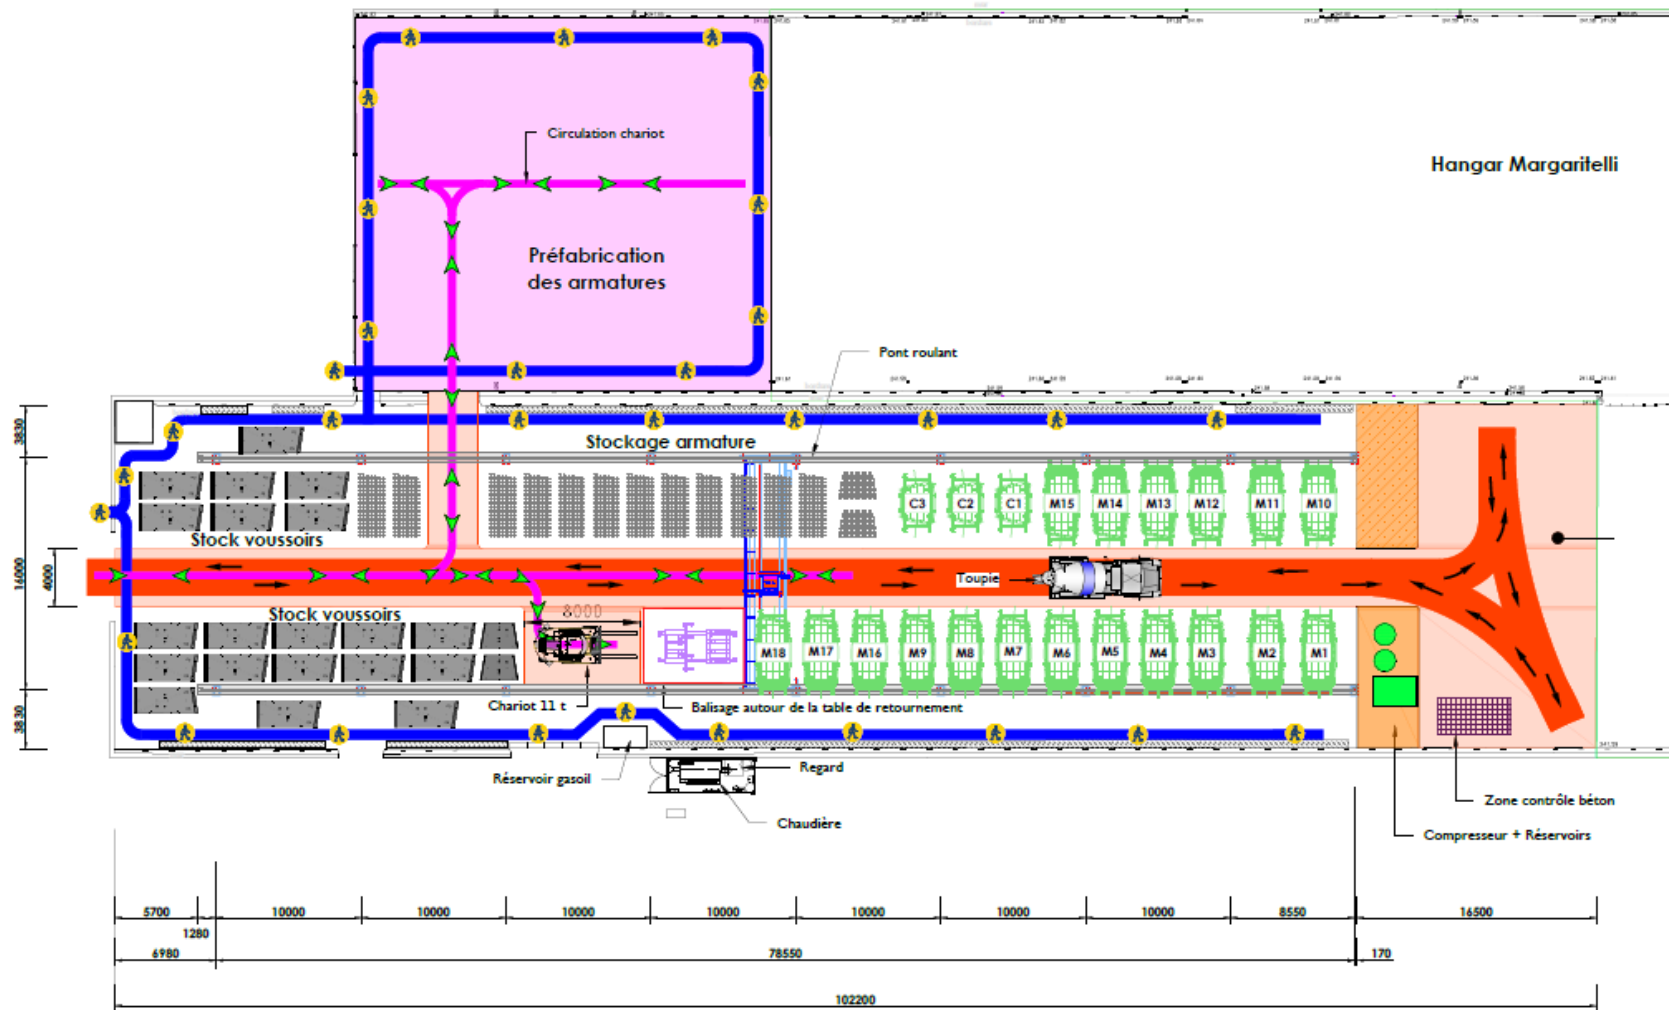 Circulation chariot
Hangar Margaritelli
Préfabrication
des armatures
Pont roulant
Stockage armature
C3
C2
C1
M15
M14
M13
M12
M11
M10
Stock voussoirs
Toupie
Stock voussoirs
8000
M18
M17
M16
M9
M8
M7
M6
M5
M4
M3
M2
M1
Chariot 11 t
Balisage autour de la table de retournement
Réservoir gasoil
Regard
Chaudière
Zone contrôle béton
Compresseur + Réservoirs
3830
16000
4000
3830
5700
10000
10000
10000
10000
10000
10000
10000
8550
16500
1280
6980
78550
170
102200